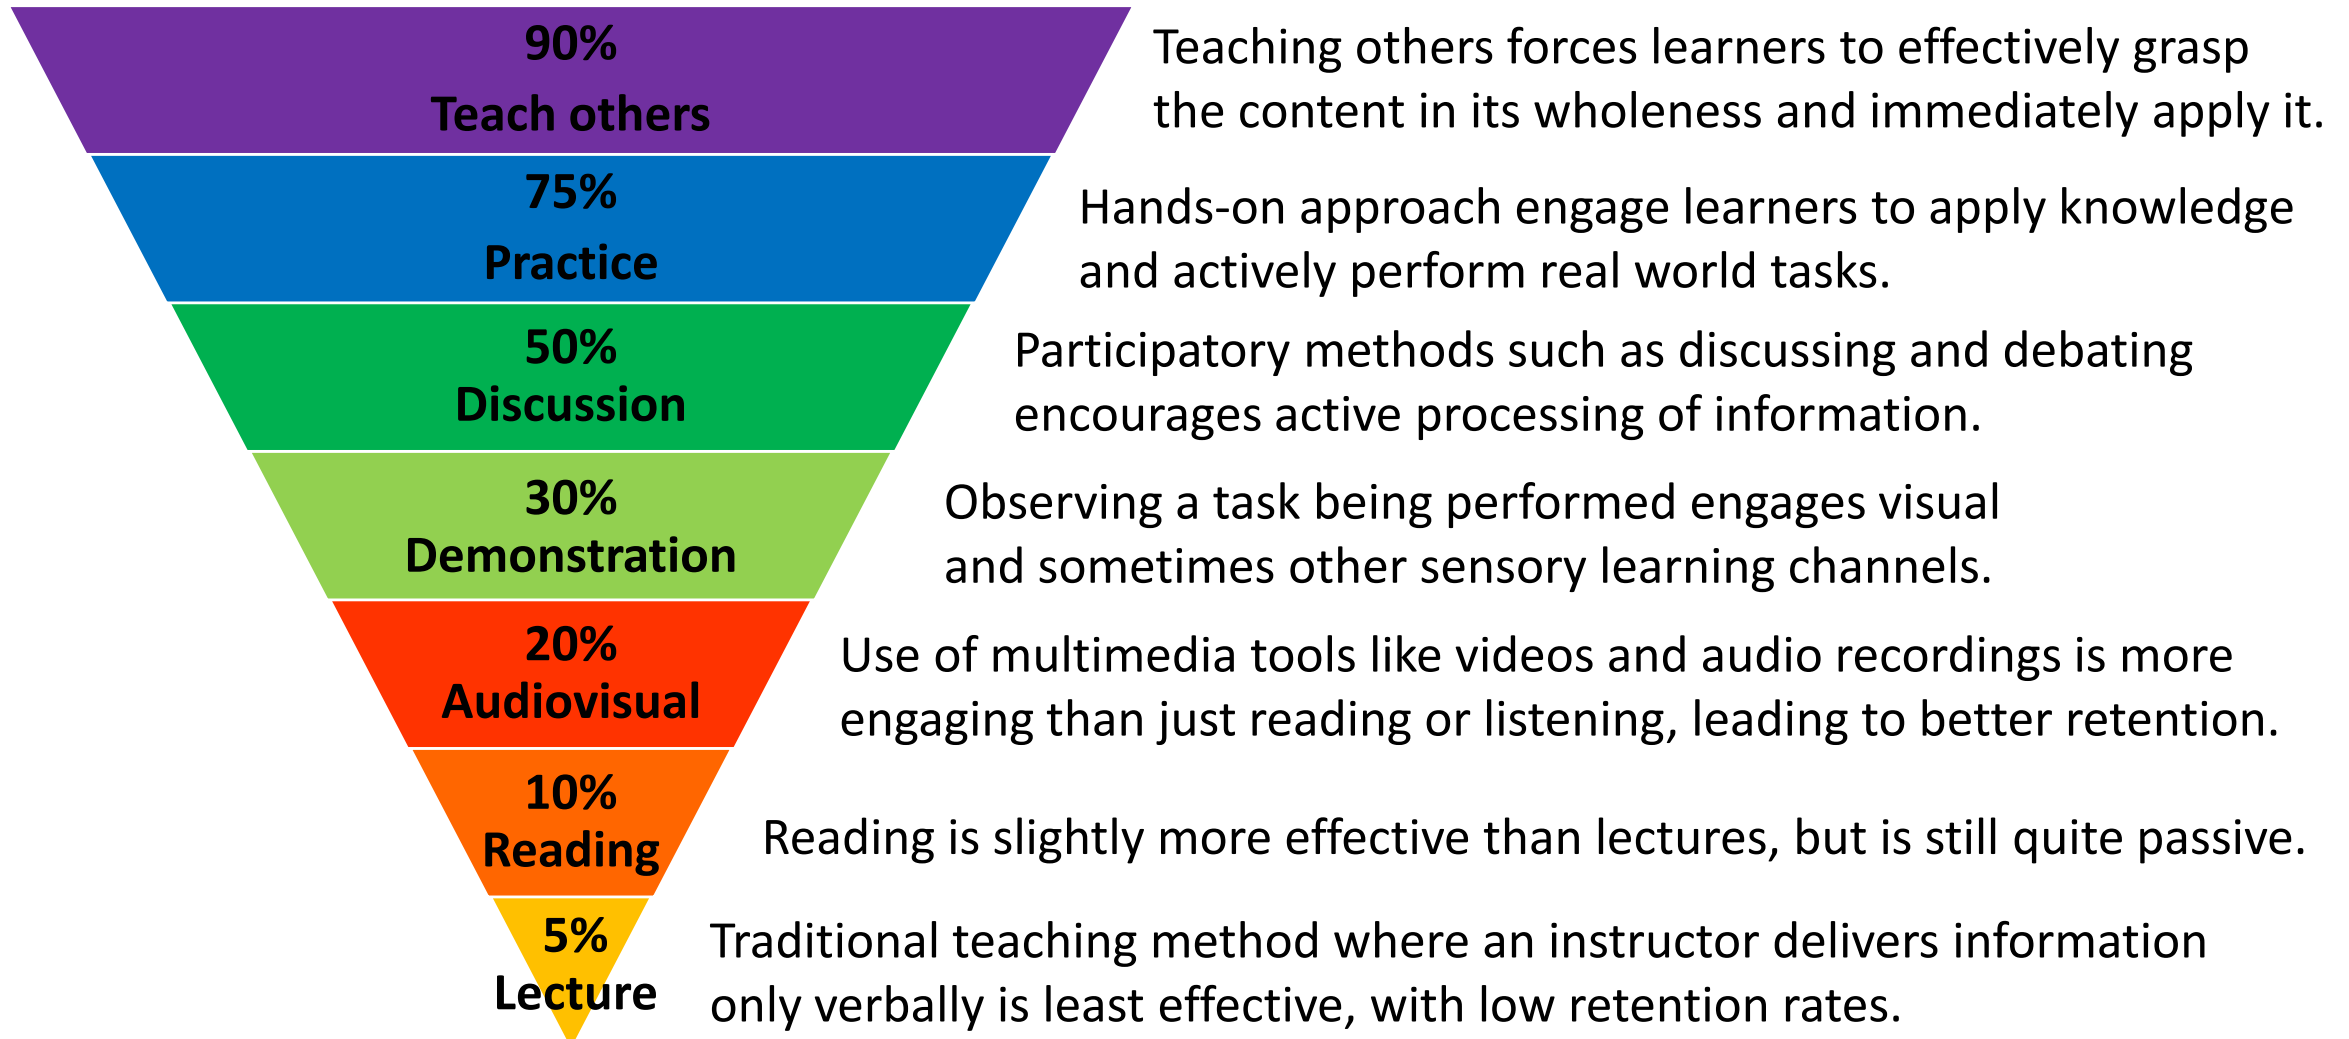 90%
Teach others
Teaching others forces learners to effectively grasp
the content in its wholeness and immediately apply it.
75%
Practice
Hands-on approach engage learners to apply knowledge
and actively perform real world tasks.
50%
Discussion
Participatory methods such as discussing and debating
encourages active processing of information.
30%
Demonstration
Observing a task being performed engages visual
and sometimes other sensory learning channels.
20%
Audiovisual
Use of multimedia tools like videos and audio recordings is more
engaging than just reading or listening, leading to better retention.
10%
Reading
Reading is slightly more effective than lectures, but is still quite passive.
5%
Lecture
Traditional teaching method where an instructor delivers information
only verbally is least effective, with low retention rates.